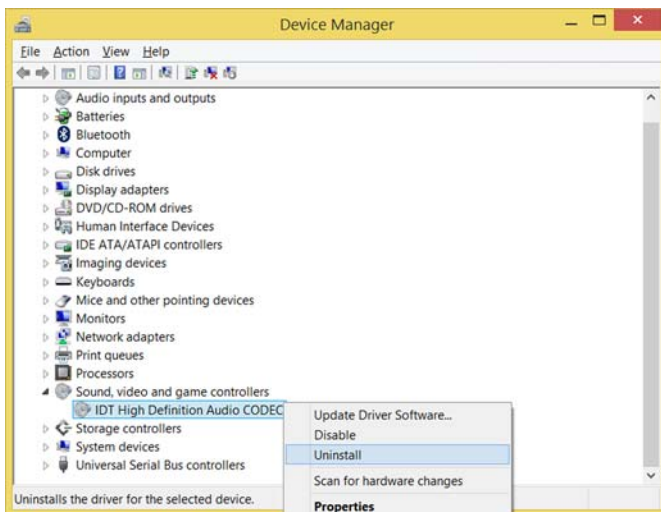 Device Manager
File Action View Help
Audio inputs and outputs
Batteries
Bluetooth
Computer
Disk drives
Display adapters
DVD/CD-ROM drives
Human Interface Devices
IDE ATA/ATAPI controllers
Imaging devices
Keyboards
Mice and other pointing devices
Monitors
Network adapters
Print queues
Processors
Sound, video and game controllers
IDT High Definition Audio CODEC
Storage controllers
System devices
Universal Serial Bus controllers
Update Driver Software...
Disable
Uninstall
Scan for hardware changes
Properties
Uninstalls the driver for the selected device.